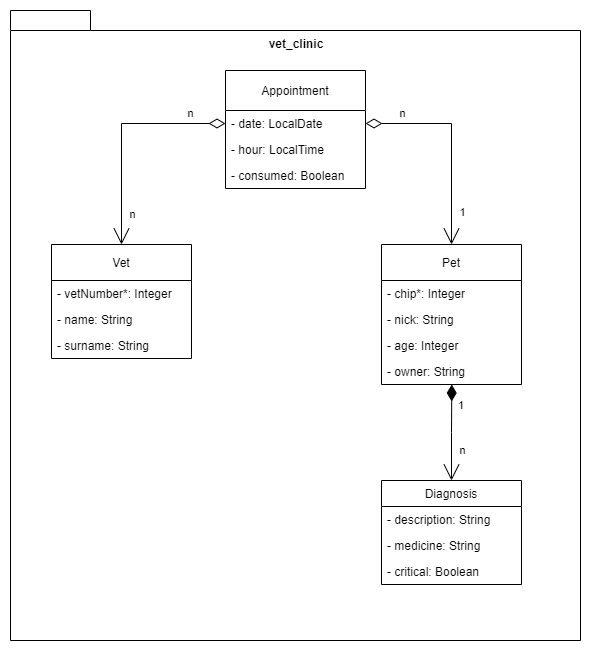 vet_clinic
Appointment
- date: LocalDate
- hour: LocalTime
- consumed: Boolean
n
n
n
1
Vet
- vetNumber*: Integer
- name: String
- surname: String
Pet
- chip*: Integer
- nick: String
- age: Integer
- owner: String
1
n
Diagnosis
- description: String
- medicine: String
- critical: Boolean